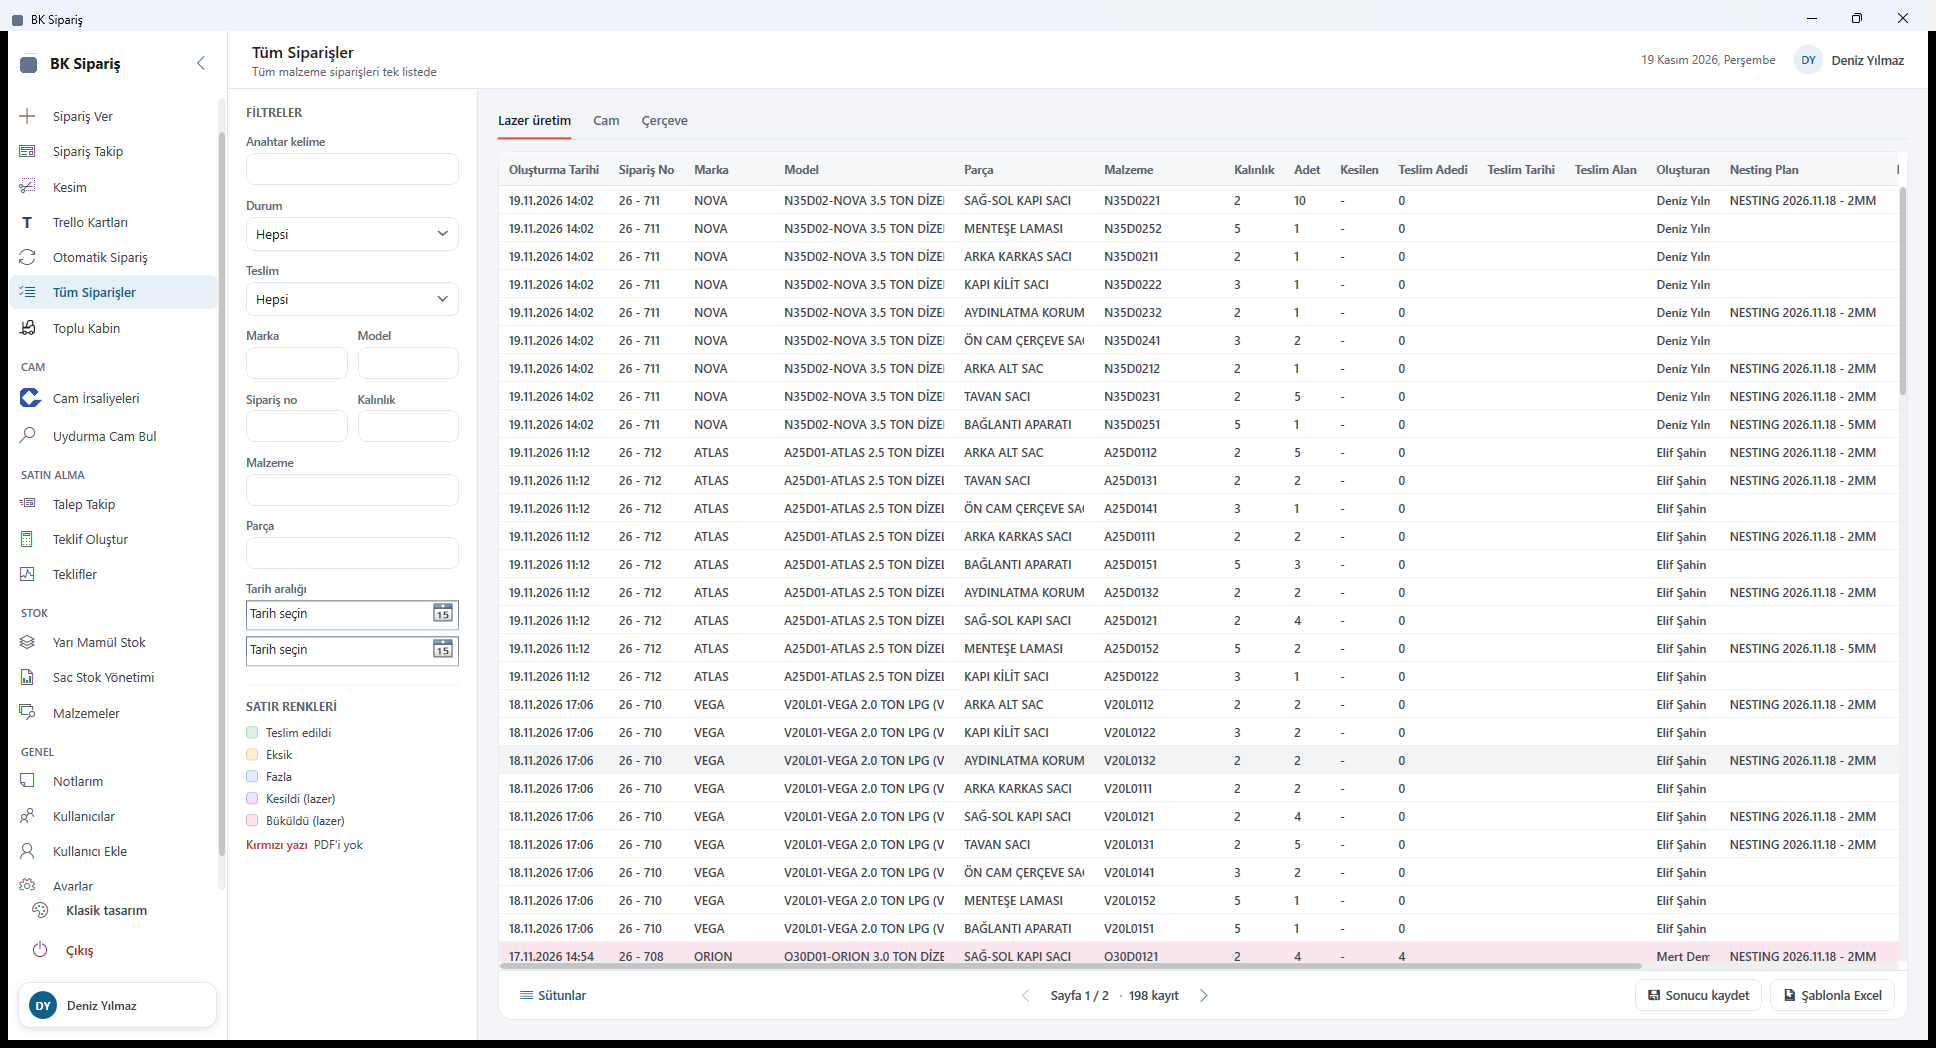 BK Sipariş
BK Sipariş
Sipariş Ver
Sipariş Takip
Kesim
T Trello Kartları
Otomatik Sipariş
Tüm Siparişler
Toplu Kabin
CAM
Cam İrsaliyeleri
Uydurma Cam Bul
SATIN ALMA
Talep Takip
Teklif Oluştur
Teklifler
STOK
Yarı Mamül Stok
Sac Stok Yönetimi
Malzemeler
GENEL
Notlarım
Kullanıcılar
Kullanıcı Ekle
Ayarlar
Klasik tasarım
Çıkış
DY Deniz Yılmaz
Tüm Siparişler
Tüm malzeme siparişleri tek listede
19 Kasım 2026, Perşembe DY Deniz Yılmaz
FİLTRELER
Anahtar kelime
Durum
Hepsi
Teslim
Hepsi
Marka Model
Sipariş no Kalınlık
Malzeme
Parça
Tarih aralığı
Tarih seçin 15
Tarih seçin 15
SATIR RENKLERİ
Teslim edildi
Eksik
Fazla
Kesildi (lazer)
Büküldü (lazer)
Kırmızı yazı PDF'i yok
Lazer üretim Cam Çerçeve
Oluşturma Tarihi Sipariş No Marka Model Parça Malzeme Kalınlık Adet Kesilen Teslim Adedi Teslim Tarihi Teslim Alan Oluşturan Nesting Plan
19.11.2026 14:02 26 - 711 NOVA N35D02-NOVA 3.5 TON DİZE SAĞ-SOL KAPI SACI N35D0221 2 10 - 0 Deniz Yıln NESTING 2026.11.18 - 2MM
19.11.2026 14:02 26 - 711 NOVA N35D02-NOVA 3.5 TON DİZE MENTEŞE LAMASI N35D0252 5 1 - 0 Deniz Yıln
19.11.2026 14:02 26 - 711 NOVA N35D02-NOVA 3.5 TON DİZE ARKA KARKAS SACI N35D0211 2 1 - 0 Deniz Yıln
19.11.2026 14:02 26 - 711 NOVA N35D02-NOVA 3.5 TON DİZE KAPI KİLİT SACI N35D0222 3 1 - 0 Deniz Yıln
19.11.2026 14:02 26 - 711 NOVA N35D02-NOVA 3.5 TON DİZE AYDINLATMA KORUM N35D0232 2 1 - 0 Deniz Yıln NESTING 2026.11.18 - 2MM
19.11.2026 14:02 26 - 711 NOVA N35D02-NOVA 3.5 TON DİZE ÖN CAM ÇERÇEVE SA N35D0241 3 2 - 0 Deniz Yıln
19.11.2026 14:02 26 - 711 NOVA N35D02-NOVA 3.5 TON DİZE ARKA ALT SAC N35D0212 2 1 - 0 Deniz Yıln NESTING 2026.11.18 - 2MM
19.11.2026 14:02 26 - 711 NOVA N35D02-NOVA 3.5 TON DİZE TAVAN SACI N35D0231 2 5 - 0 Deniz Yıln NESTING 2026.11.18 - 2MM
19.11.2026 14:02 26 - 711 NOVA N35D02-NOVA 3.5 TON DİZE BAĞLANTI APARATI N35D0251 5 1 - 0 Deniz Yıln NESTING 2026.11.18 - 5MM
19.11.2026 11:12 26 - 712 ATLAS A25D01-ATLAS 2.5 TON DİZEL ARKA ALT SAC A25D0112 2 5 - 0 Elif Şahin NESTING 2026.11.18 - 2MM
19.11.2026 11:12 26 - 712 ATLAS A25D01-ATLAS 2.5 TON DİZEL TAVAN SACI A25D0131 2 2 - 0 Elif Şahin NESTING 2026.11.18 - 2MM
19.11.2026 11:12 26 - 712 ATLAS A25D01-ATLAS 2.5 TON DİZEL ÖN CAM ÇERÇEVE SA A25D0141 3 1 - 0 Elif Şahin
19.11.2026 11:12 26 - 712 ATLAS A25D01-ATLAS 2.5 TON DİZEL ARKA KARKAS SACI A25D0111 2 2 - 0 Elif Şahin NESTING 2026.11.18 - 2MM
19.11.2026 11:12 26 - 712 ATLAS A25D01-ATLAS 2.5 TON DİZEL BAĞLANTI APARATI A25D0151 5 3 - 0 Elif Şahin
19.11.2026 11:12 26 - 712 ATLAS A25D01-ATLAS 2.5 TON DİZEL AYDINLATMA KORUM A25D0132 2 2 - 0 Elif Şahin NESTING 2026.11.18 - 2MM
19.11.2026 11:12 26 - 712 ATLAS A25D01-ATLAS 2.5 TON DİZEL SAĞ-SOL KAPI SACI A25D0121 2 4 - 0 Elif Şahin
19.11.2026 11:12 26 - 712 ATLAS A25D01-ATLAS 2.5 TON DİZEL MENTEŞE LAMASI A25D0152 5 2 - 0 Elif Şahin NESTING 2026.11.18 - 5MM
19.11.2026 11:12 26 - 712 ATLAS A25D01-ATLAS 2.5 TON DİZEL KAPI KİLİT SACI A25D0122 3 1 - 0 Elif Şahin
18.11.2026 17:06 26 - 710 VEGA V20L01-VEGA 2.0 TON LPG (V ARKA ALT SAC V20L0112 2 2 - 0 Elif Şahin NESTING 2026.11.18 - 2MM
18.11.2026 17:06 26 - 710 VEGA V20L01-VEGA 2.0 TON LPG (V KAPI KİLİT SACI V20L0122 3 2 - 0 Elif Şahin
18.11.2026 17:06 26 - 710 VEGA V20L01-VEGA 2.0 TON LPG (V AYDINLATMA KORUM V20L0132 2 2 - 0 Elif Şahin NESTING 2026.11.18 - 2MM
18.11.2026 17:06 26 - 710 VEGA V20L01-VEGA 2.0 TON LPG (V ARKA KARKAS SACI V20L0111 2 2 - 0 Elif Şahin
18.11.2026 17:06 26 - 710 VEGA V20L01-VEGA 2.0 TON LPG (V SAĞ-SOL KAPI SACI V20L0121 2 4 - 0 Elif Şahin NESTING 2026.11.18 - 2MM
18.11.2026 17:06 26 - 710 VEGA V20L01-VEGA 2.0 TON LPG (V TAVAN SACI V20L0131 2 5 - 0 Elif Şahin NESTING 2026.11.18 - 2MM
18.11.2026 17:06 26 - 710 VEGA V20L01-VEGA 2.0 TON LPG (V ÖN CAM ÇERÇEVE SA V20L0141 3 2 - 0 Elif Şahin
18.11.2026 17:06 26 - 710 VEGA V20L01-VEGA 2.0 TON LPG (V MENTEŞE LAMASI V20L0152 5 1 - 0 Elif Şahin
18.11.2026 17:06 26 - 710 VEGA V20L01-VEGA 2.0 TON LPG (V BAĞLANTI APARATI V20L0151 5 1 - 0 Elif Şahin
17.11.2026 14:54 26 - 708 ORION O30D01-ORION 3.0 TON DİZE SAĞ-SOL KAPI SACI O30D0121 2 4 - 4 Mert Dem NESTING 2026.11.18 - 2MM
Sütunlar Sayfa 1 / 2 · 198 kayıt Sonucu kaydet Şablonla Excel